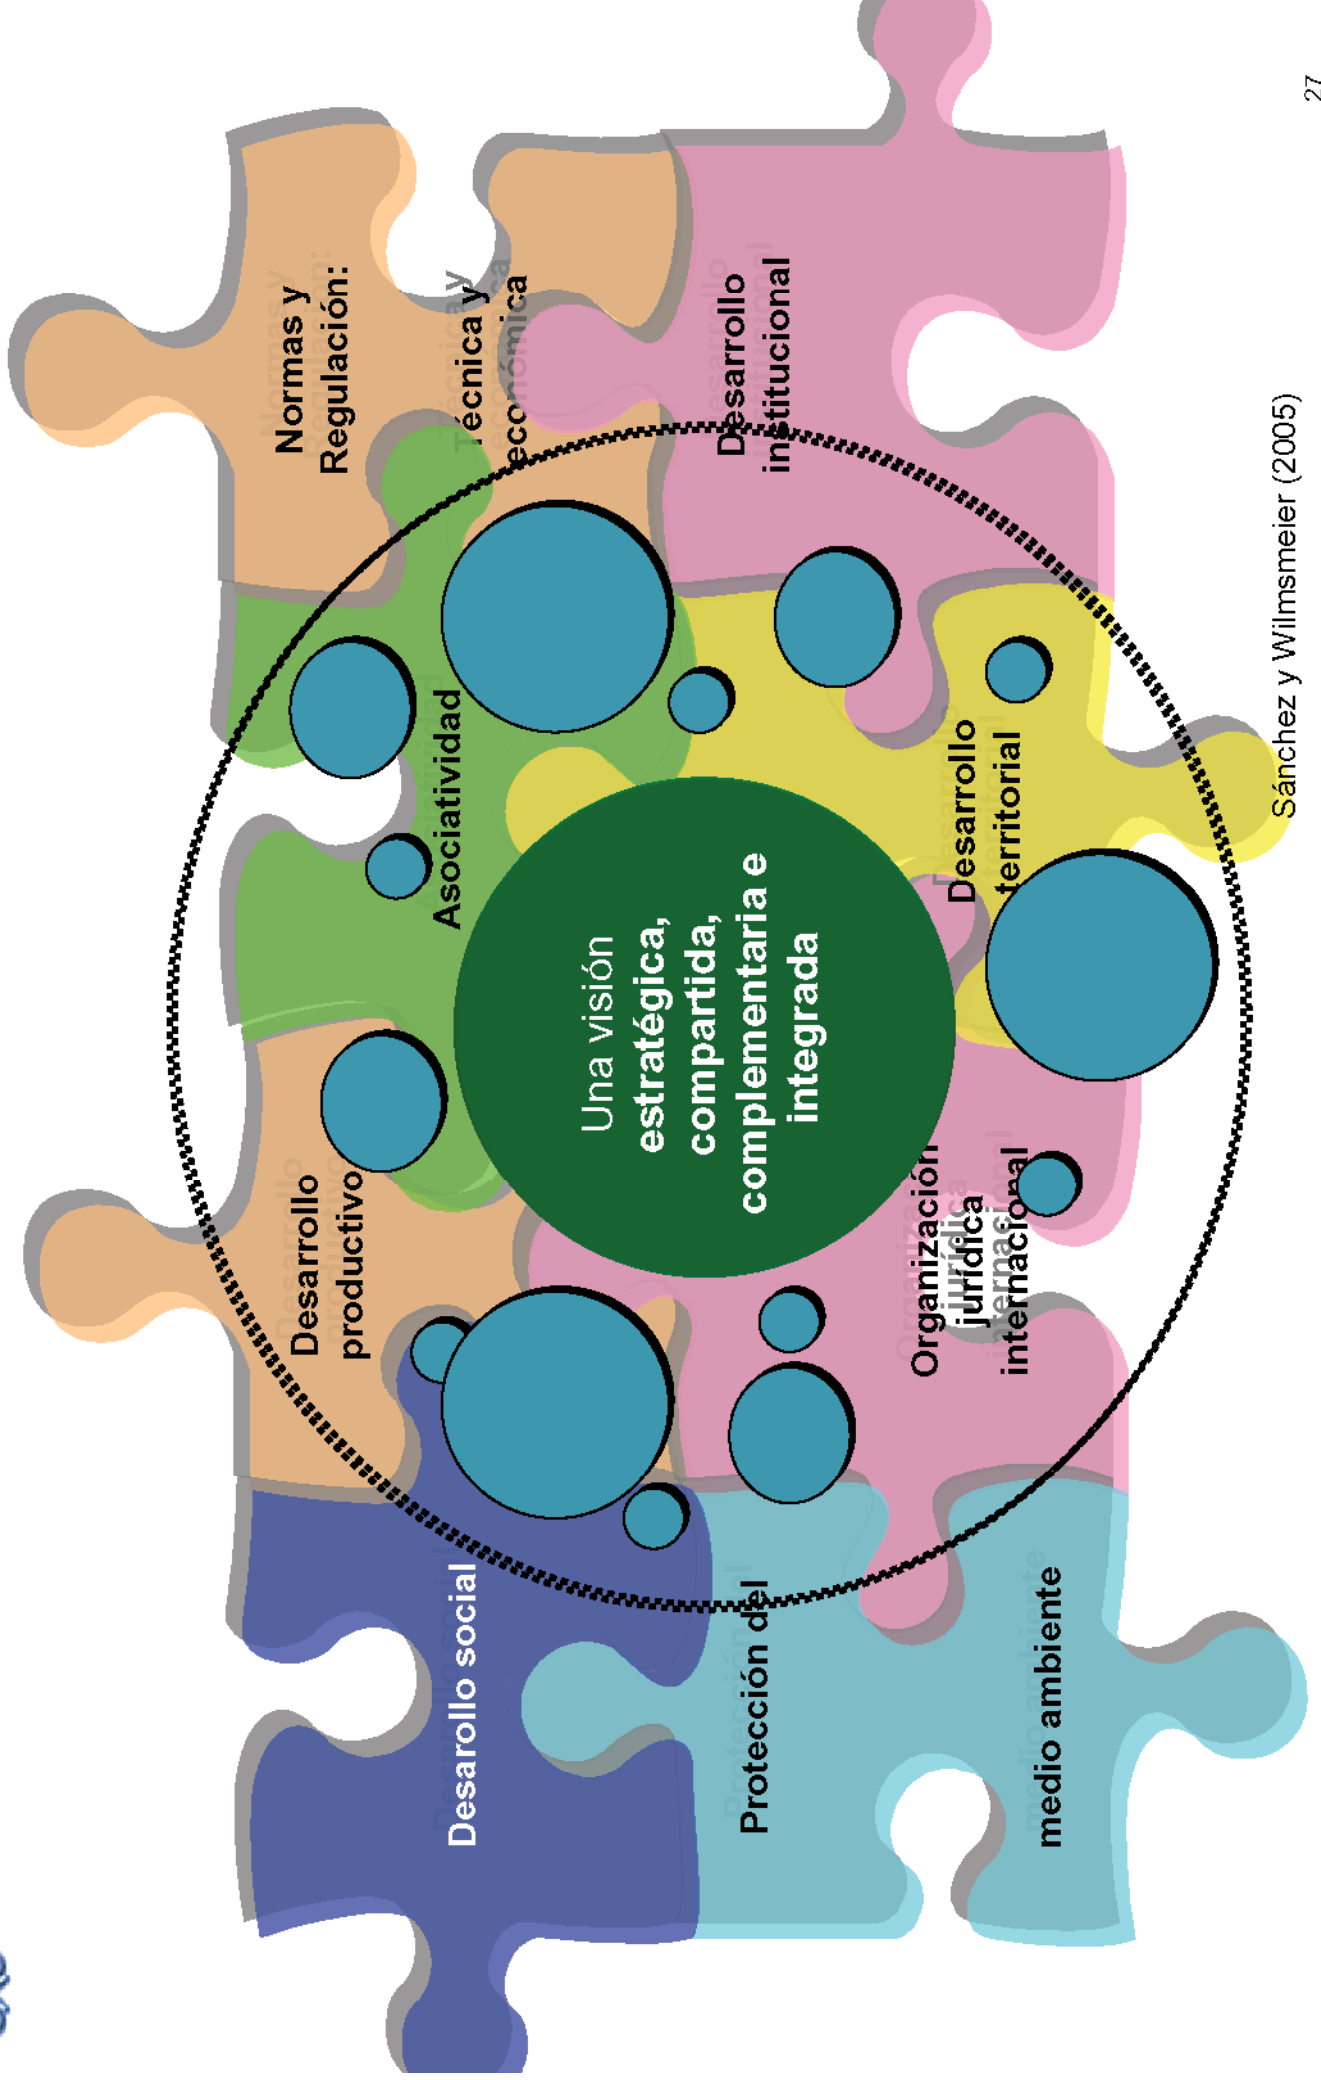 Desarollo social
Desarrollo
productivo
Asociatividad
Normas y
Regulación:
Técnica y
económica
Una visión
estratégica,
compartida,
complementaria e
integrada
Protección del
medio ambiente
Organización
jurídica
internacional
Desarrollo
territorial
Desarrollo
institucional
Sánchez y Wilmsmeier (2005)
27